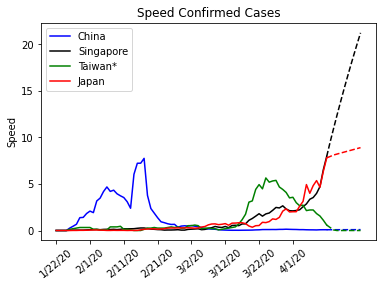 Speed Confirmed Cases
China
Singapore
Taiwan*
Japan
Speed
20
15
10
5
0
1/22/20
2/1/20
2/11/20
2/21/20
3/2/20
3/12/20
3/22/20
4/1/20